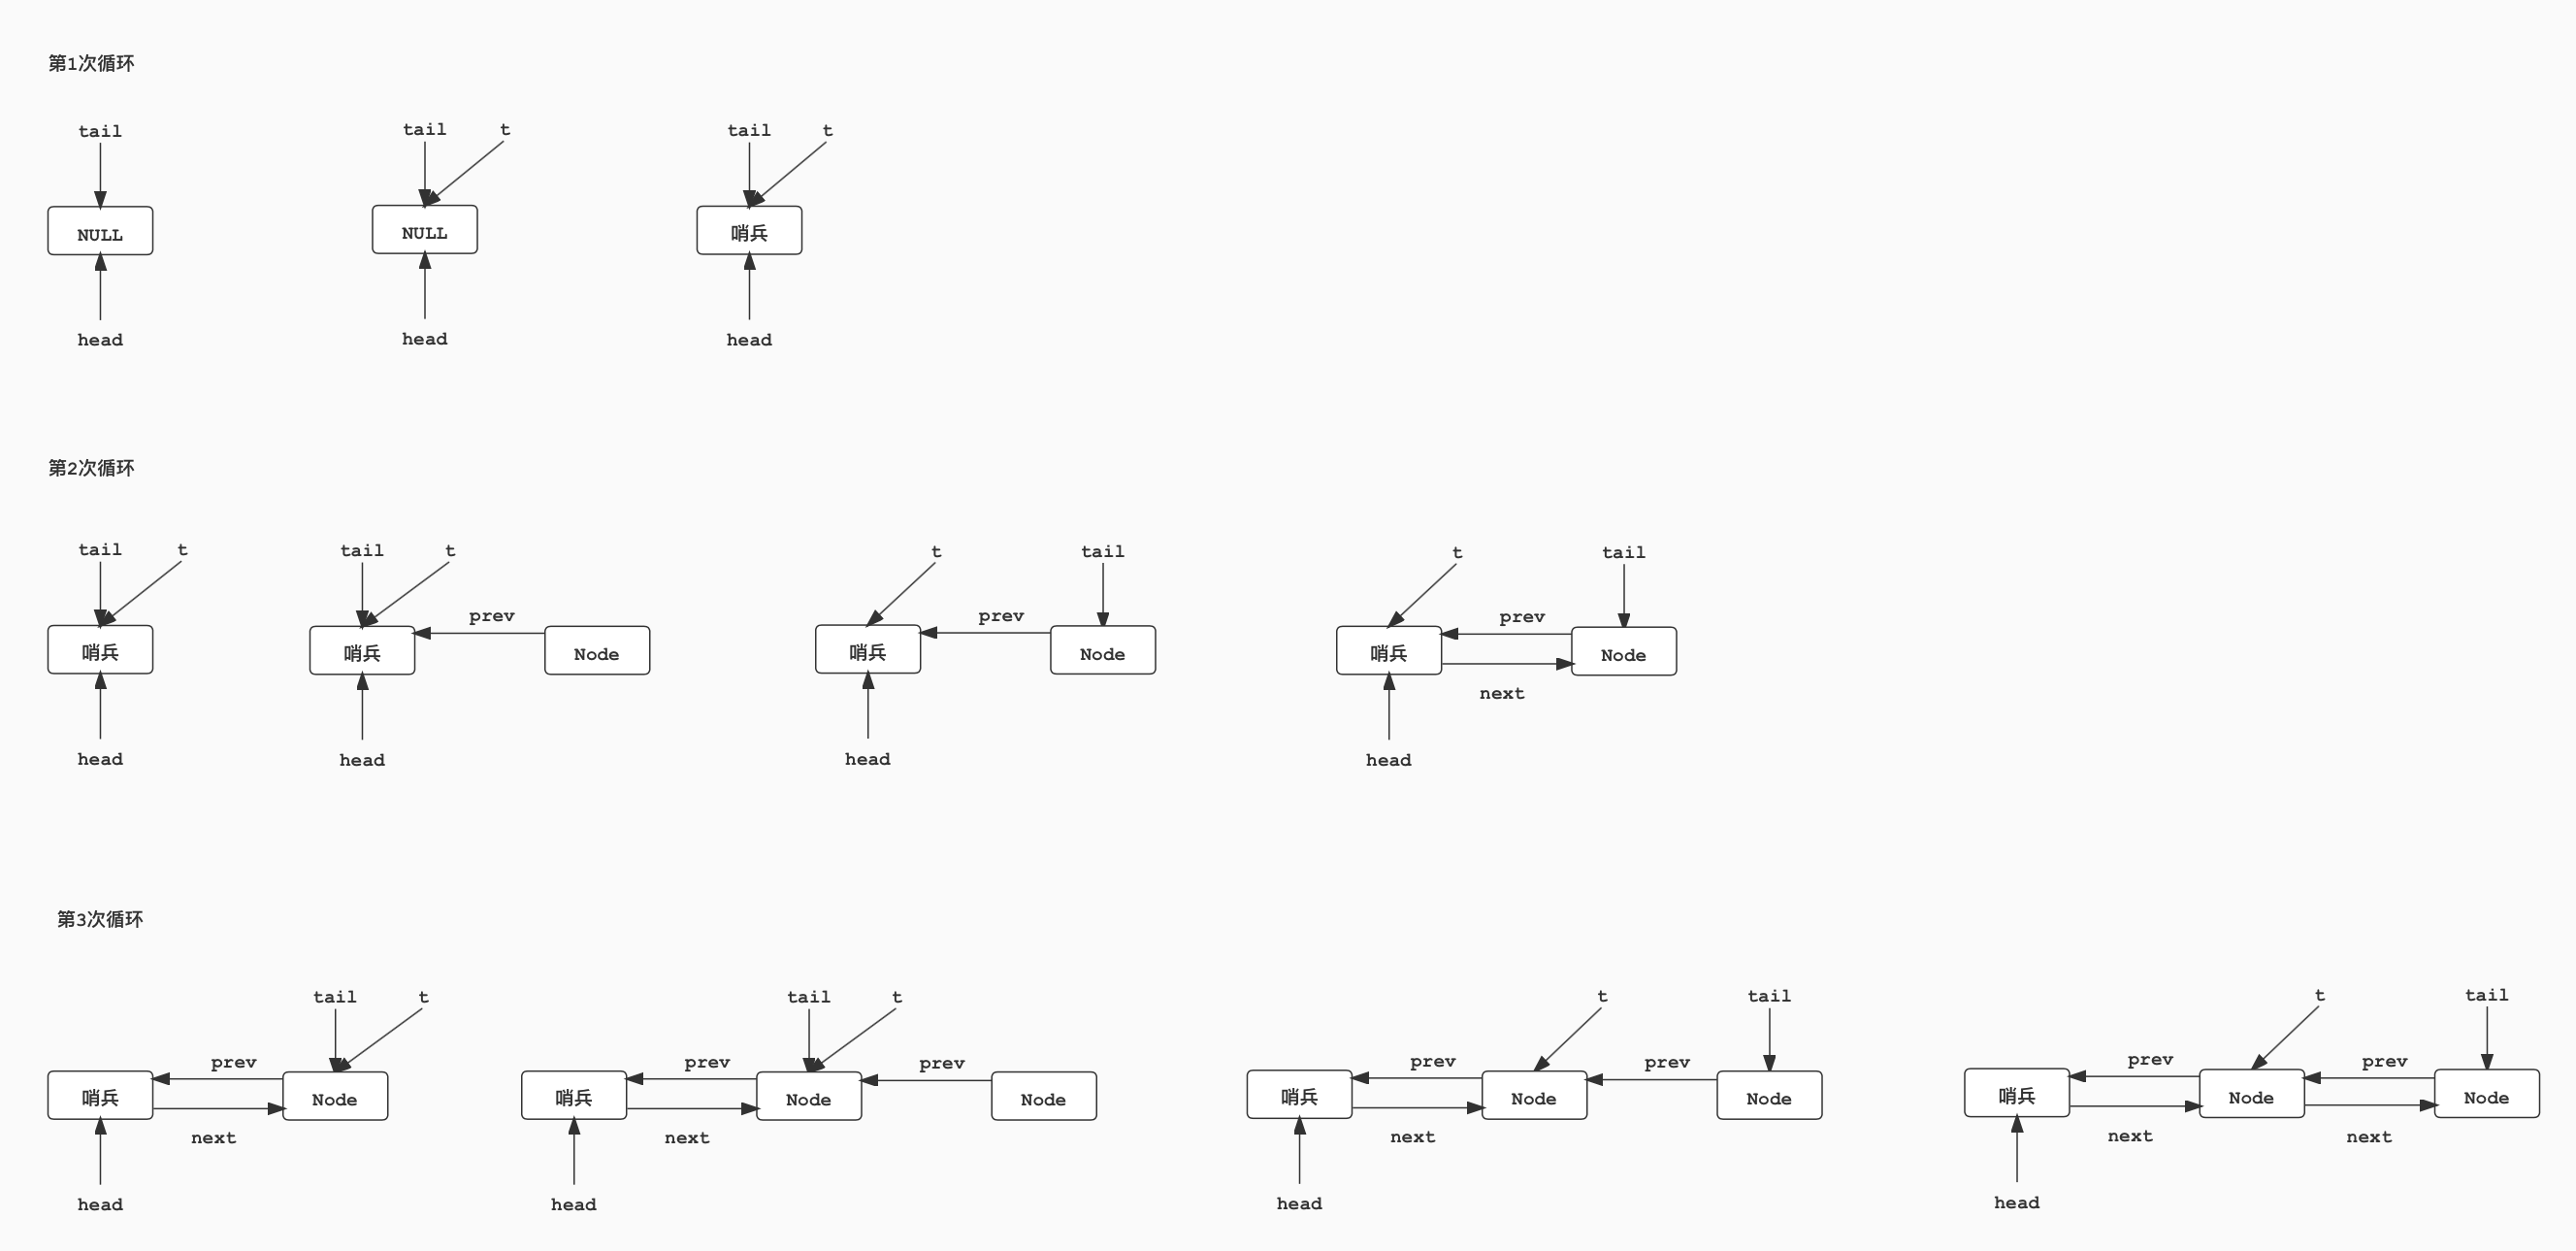 第1次循环
tail
tail t
tail t
NULL
NULL
哨兵
head
head
head
第2次循环
tail t
tail t
t tail
t tail
prev
prev
prev
哨兵
哨兵 Node
哨兵 Node
哨兵 Node
next
head
head
head
head
第3次循环
tail t
tail t
t tail
t tail
prev
prev prev
prev prev
prev prev
哨兵 Node
哨兵 Node Node
哨兵 Node Node
哨兵 Node Node
next
next
next
next next
head
head
head
head